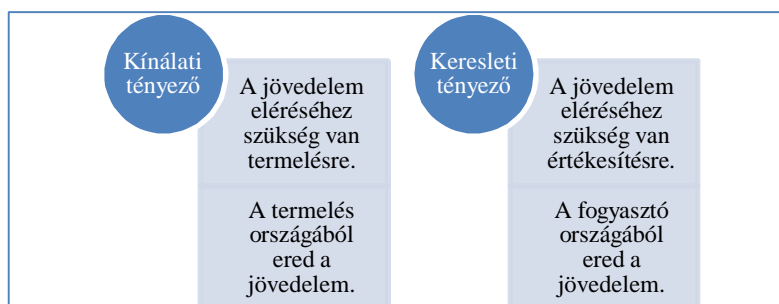 Kínálati
tényező
A jövedelem
eléréséhez
szükség van
termelésre.
A termelés
országából
ered a
jövedelem.
Keresleti
tényező
A jövedelem
eléréséhez
szükség van
értékesítésre.
A fogyasztó
országából
ered a
jövedelem.